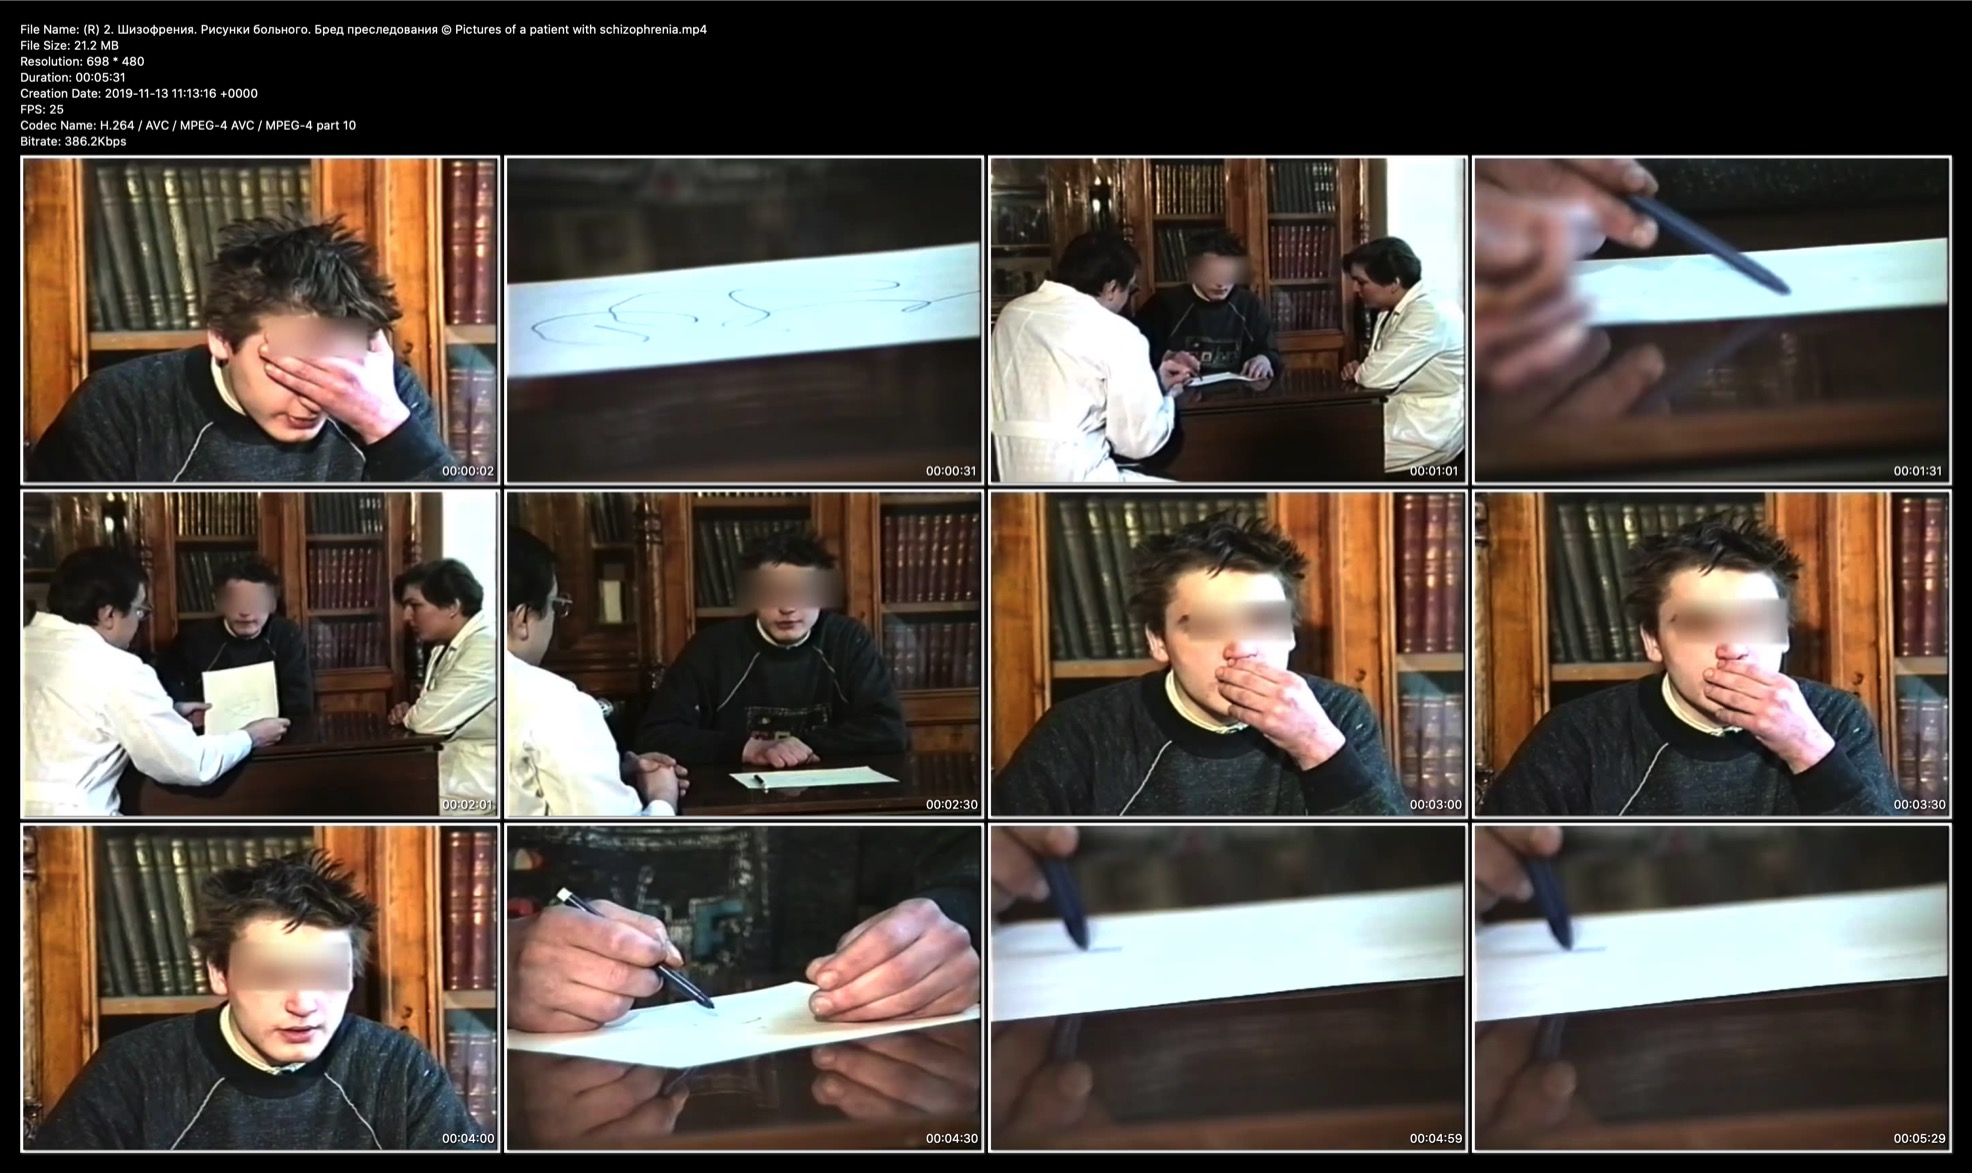 File Name: (R) 2. Шизофрения. Рисунки больного. Бред преследования © Pictures of a patient with schizophrenia.mp4
File Size: 21.2 MB
Resolution: 698 * 480
Duration: 00:05:31
Creation Date: 2019-11-13 11:13:16 +0000
FPS: 25
Codec Name: H.264 / AVC / MPEG-4 AVC / MPEG-4 part 10
Bitrate: 386.2Kbps
00:00:02
00:00:31
00:01:01
00:01:31
00:02:01
00:02:30
00:03:00
00:03:30
00:04:00
00:04:30
00:04:59
00:05:29